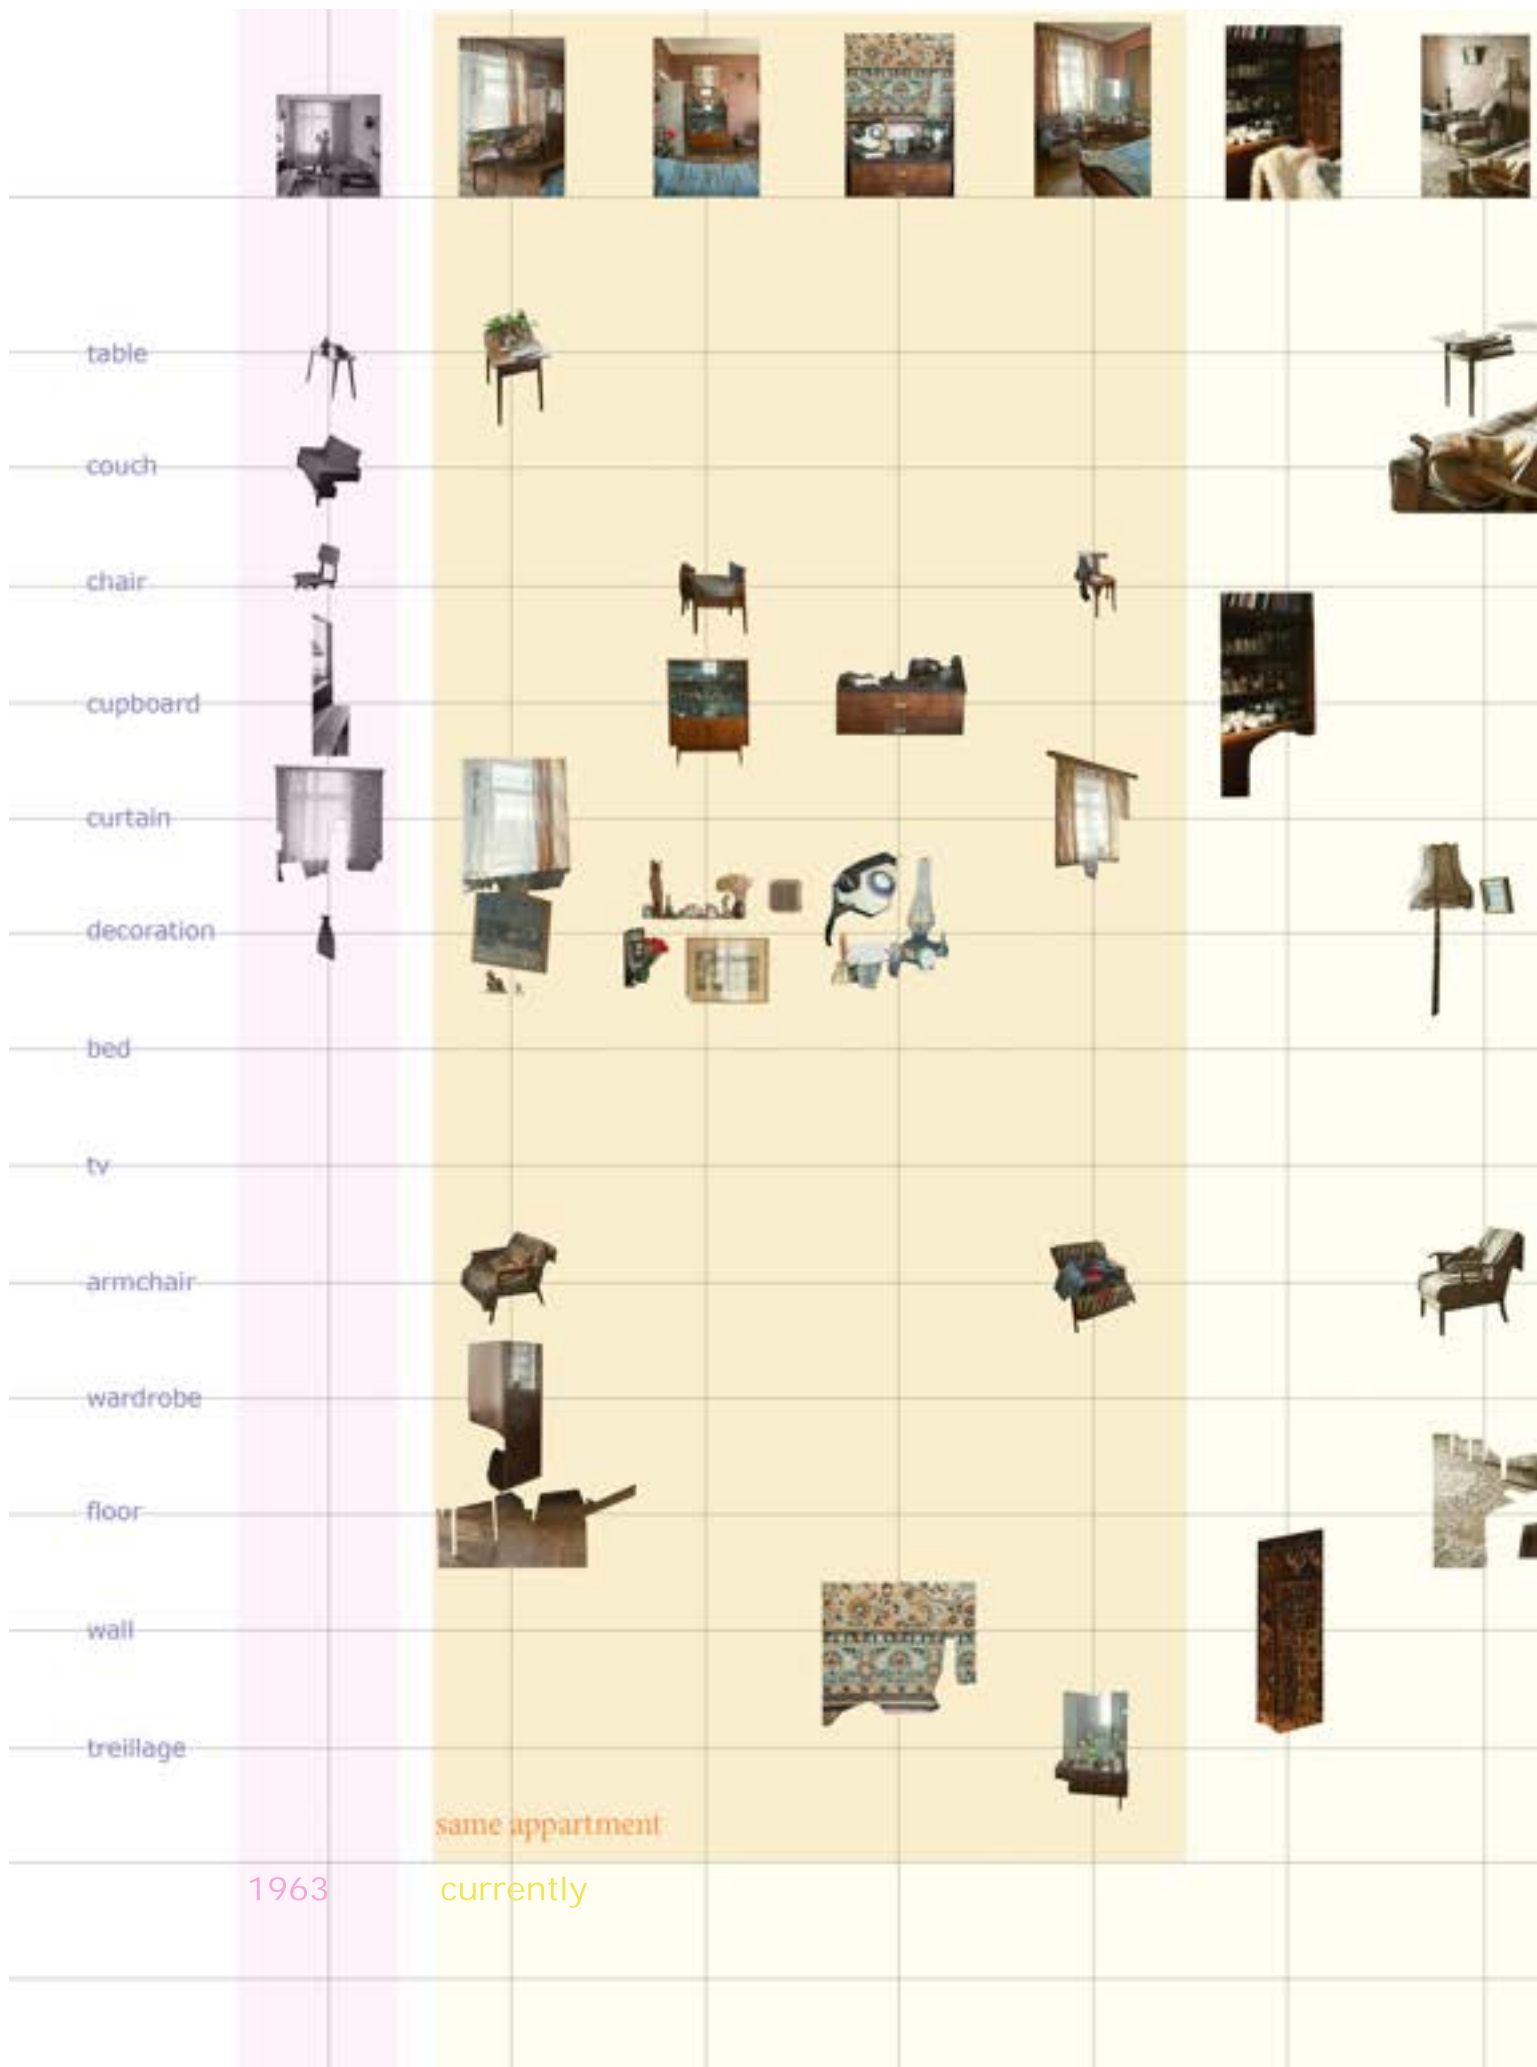 table
couch
chair
cupboard
curtain
decoration
bed
tv
armchair
wardrobe
floor
wall
treillage
same appartment
1963
currently